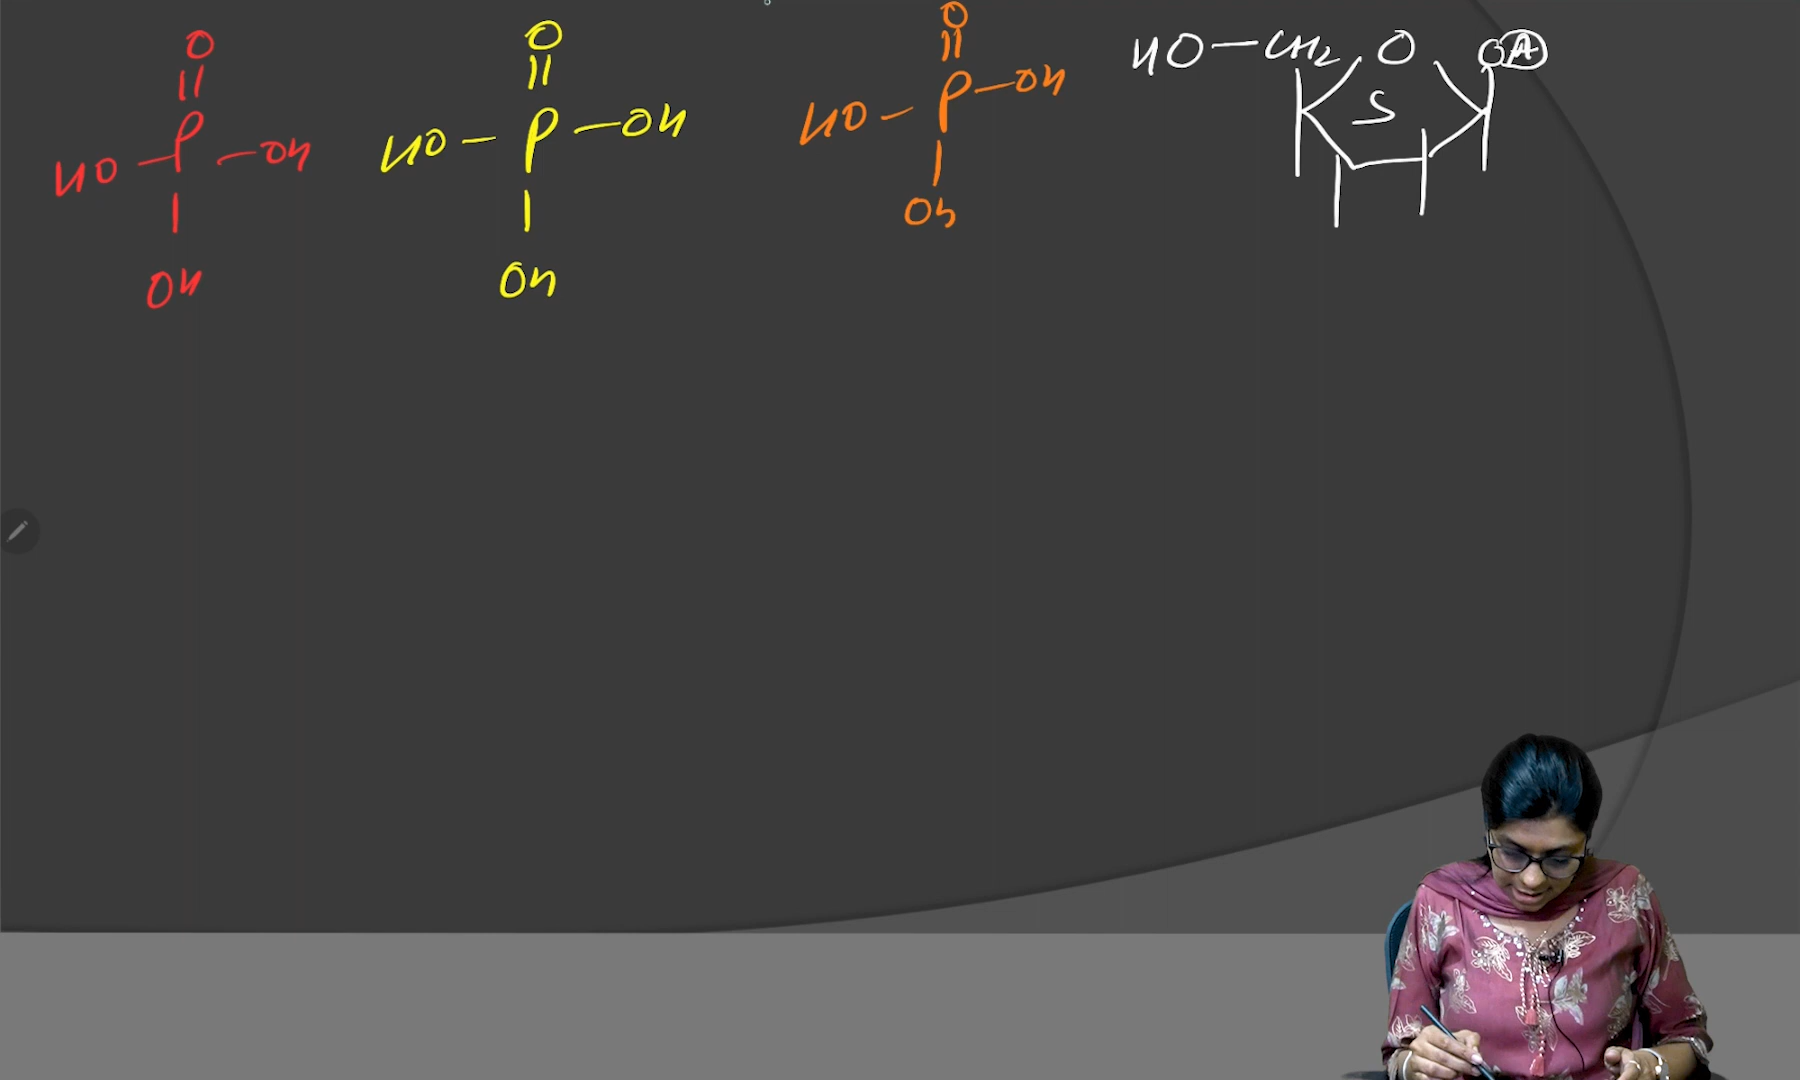 O
||
HO - P - OH
|
OH
O
||
HO - P - OH
|
OH
O
||
HO - P - OH
|
OH
HO - CH2 O O A
S